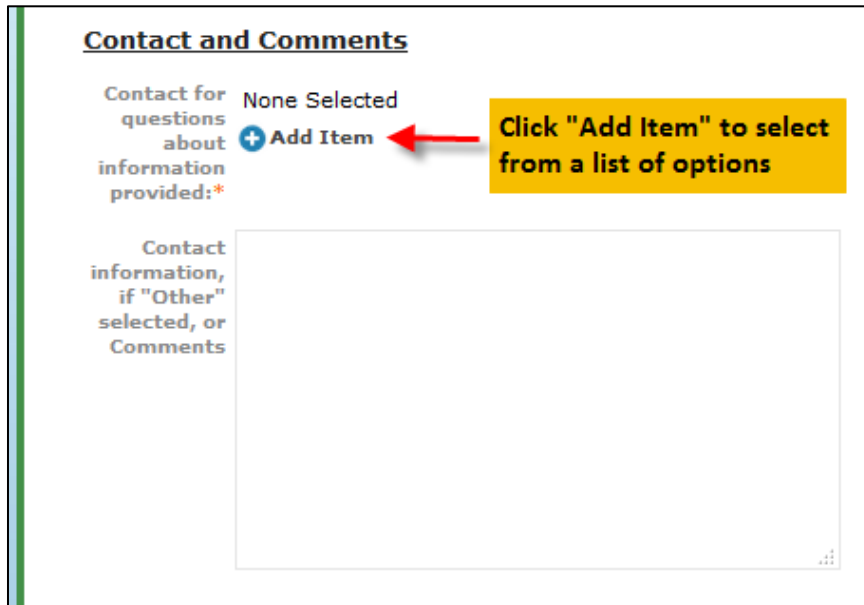 Contact and Comments
Contact for
questions
about
information
provided:*
None Selected
Add Item
Click "Add Item" to select
from a list of options
Contact
information,
if "Other"
selected, or
Comments